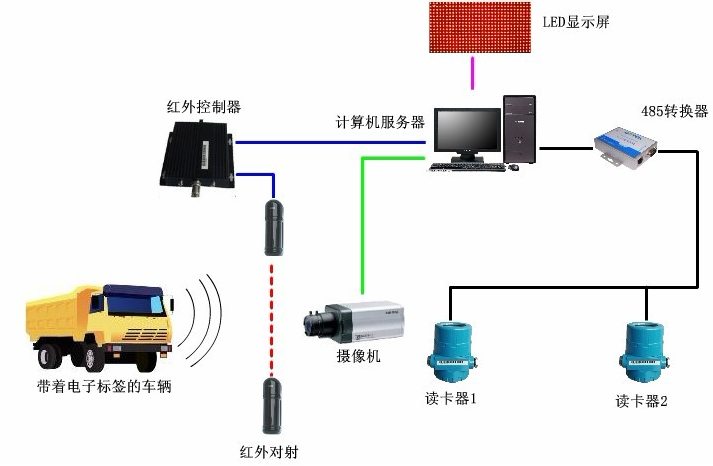 LED显示屏
红外控制器
计算机服务器
485转换器
摄像机
带着电子标签的车辆
读卡器1
读卡器2
红外对射